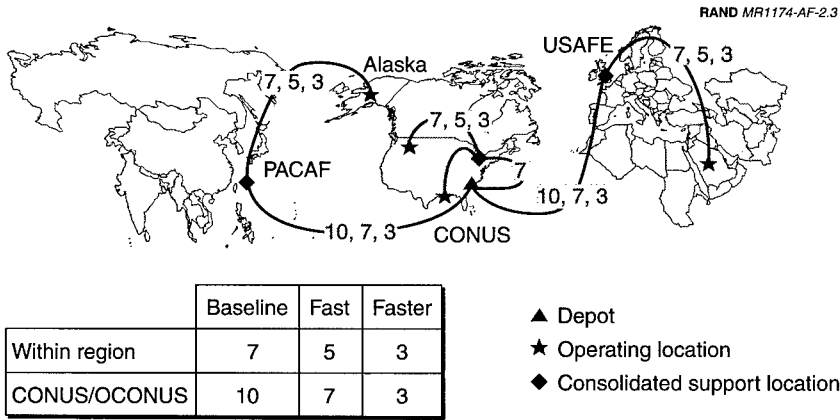 RAND MR1174-AF-2.3
USAFE
Alaska
7, 5, 3
7, 5, 3
7, 5, 3
PACAF
7
10, 7, 3
10, 7, 3
CONUS
Baseline Fast Faster
Within region 7 5 3
CONUS/OCONUS 10 7 3
Depot
Operating location
Consolidated support location